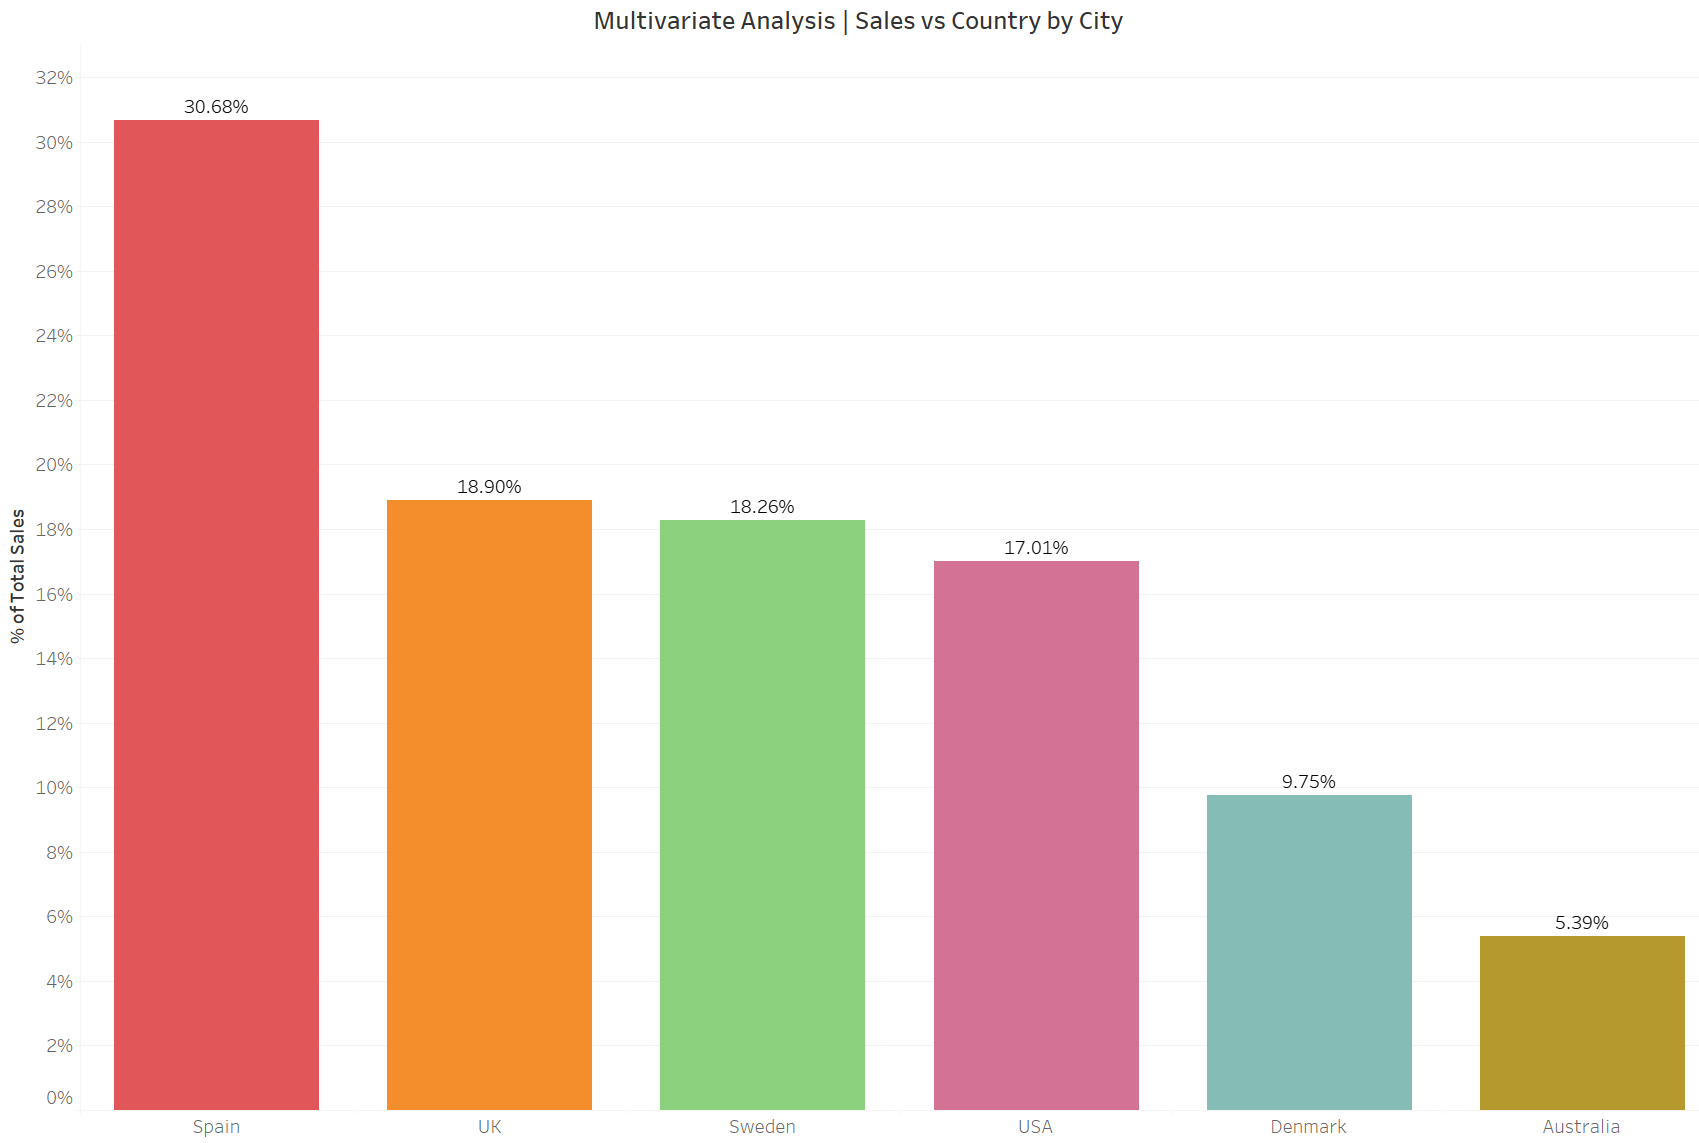 Multivariate Analysis | Sales vs Country by City
% of Total Sales
32%
30%
28%
26%
24%
22%
20%
18%
16%
14%
12%
10%
8%
6%
4%
2%
0%
30.68%
18.90%
18.26%
17.01%
9.75%
5.39%
Spain
UK
Sweden
USA
Denmark
Australia